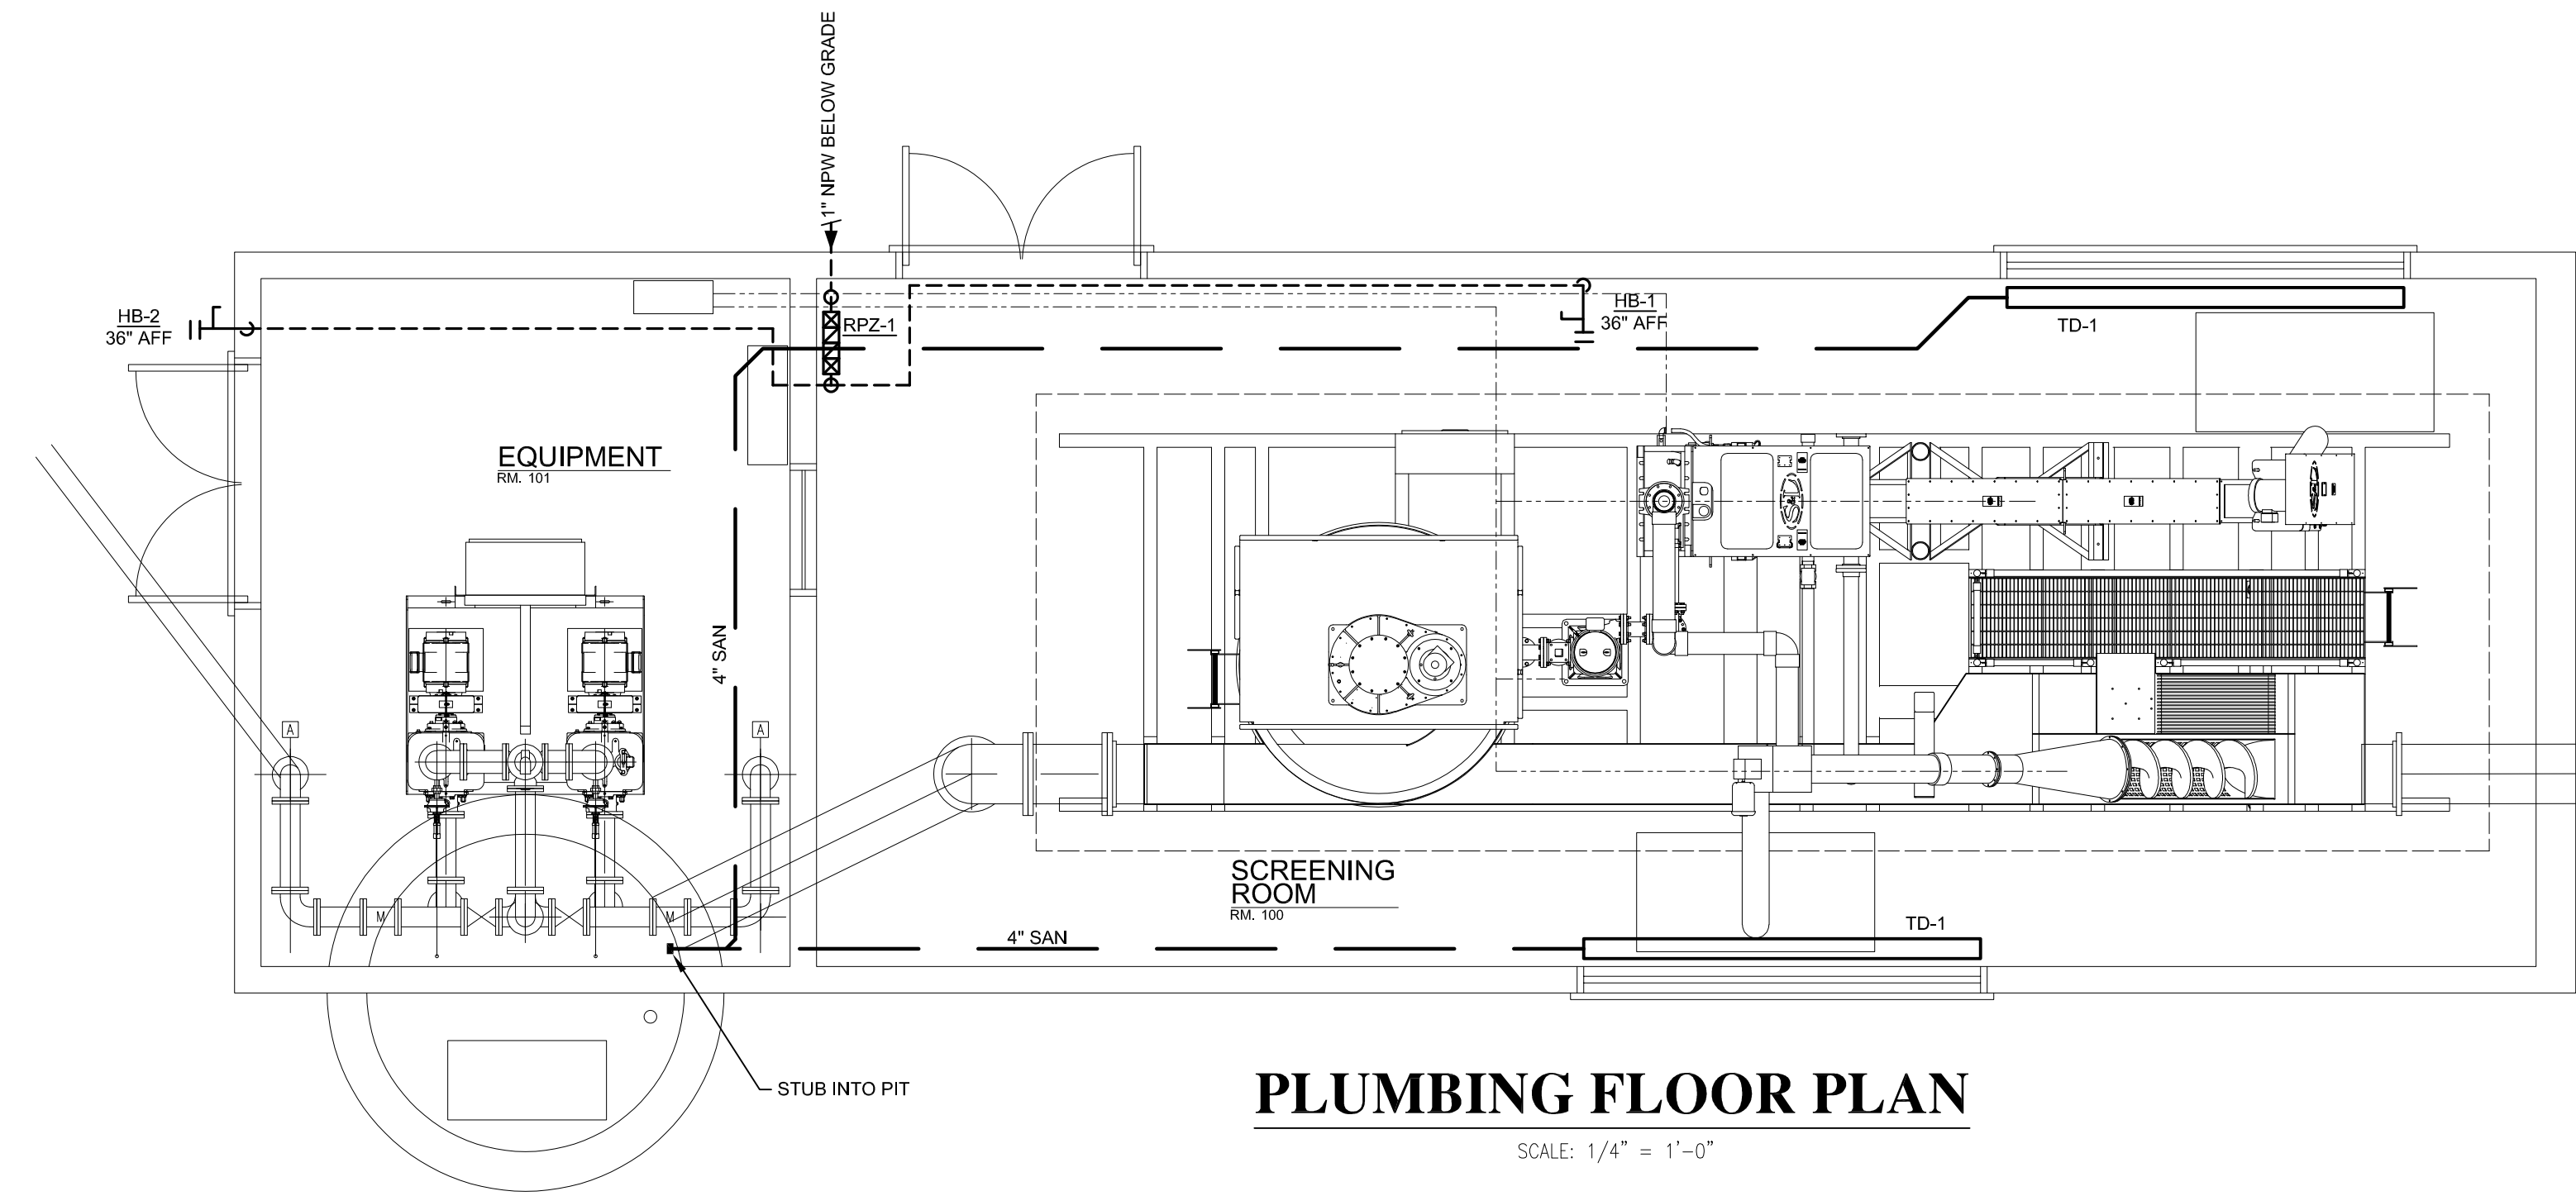 1" NPW BELOW GRADE
HB-2
36" AFF
RPZ-1
HB-1
36" AFF
TD-1
EQUIPMENT
RM. 101
4" SAN
A
A
M
M
SCREENING
ROOM
RM. 100
4" SAN
TD-1
STUB INTO PIT
PLUMBING FLOOR PLAN
SCALE: 1/4" = 1'-0"